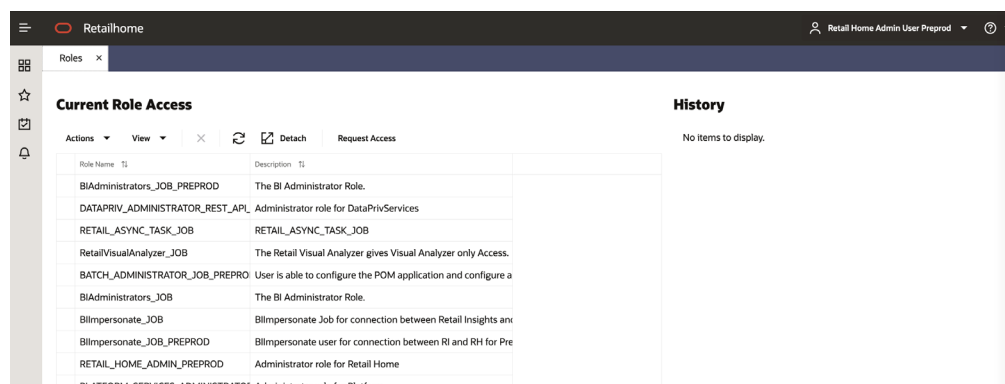 Retailhome
Retail Home Admin User Preprod
Roles ×
Current Role Access
History
Actions View Detach Request Access
No items to display.
Role Name Description
BIAdministrators_JOB_PREPROD The BI Administrator Role.
DATAPRIV_ADMINISTRATOR_REST_API_ Administrator role for DataPrivServices
RETAIL_ASYNC_TASK_JOB RETAIL_ASYNC_TASK_JOB
RetailVisualAnalyzer_JOB The Retail Visual Analyzer gives Visual Analyzer only Access.
BATCH_ADMINISTRATOR_JOB_PREPRO User is able to configure the POM application and configure a
BIAdministrators_JOB The BI Administrator Role.
BIImpersonate_JOB BIImpersonate Job for connection between Retail Insights and
BIImpersonate_JOB_PREPROD BIImpersonate user for connection between RI and RH for Pre
RETAIL_HOME_ADMIN_PREPROD Administrator role for Retail Home